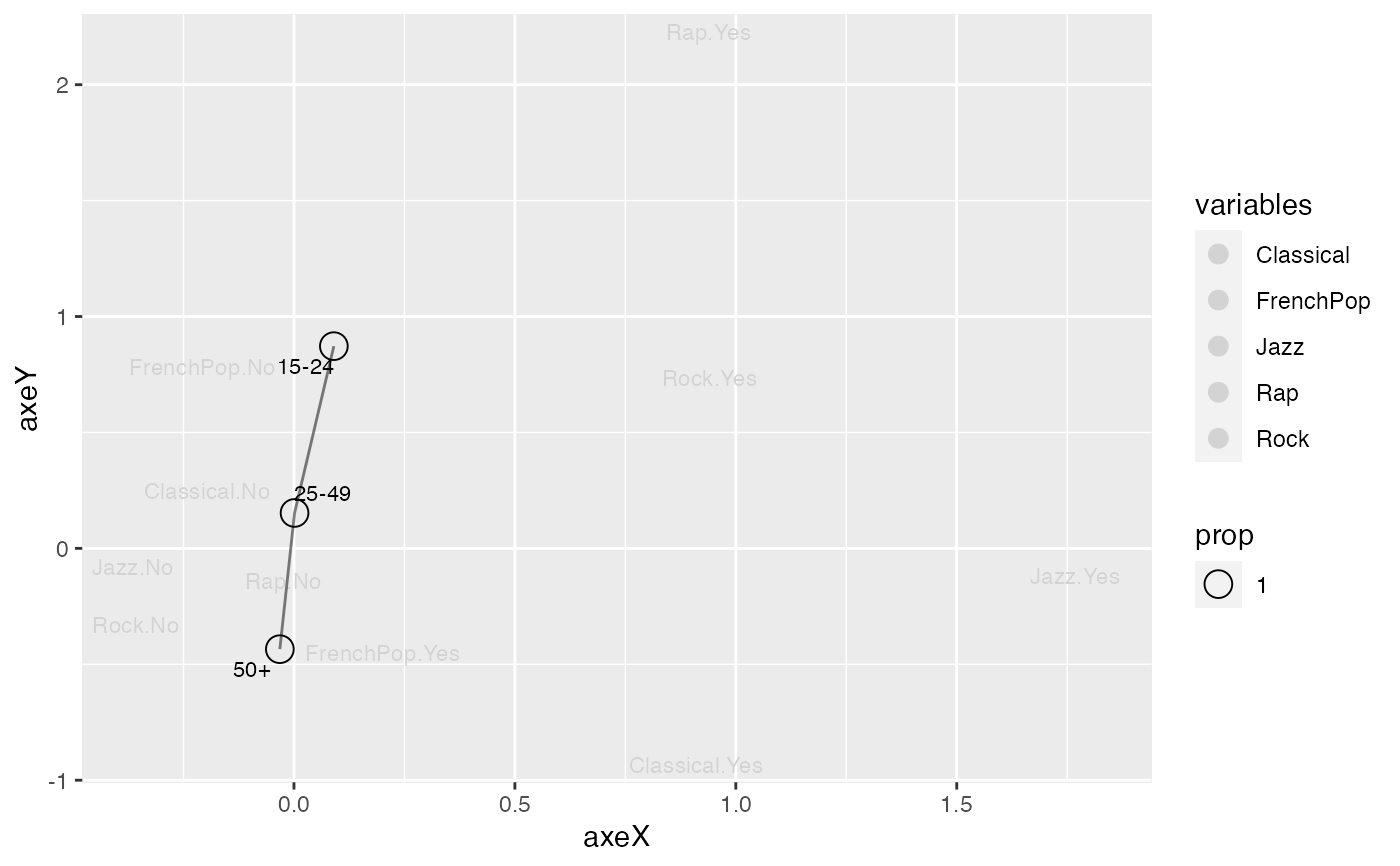 Rap.Yes
2
1
FrenchPop.No
15-24
Rock.Yes
Classical.No
25-49
0
Jazz.No
Rap.No
Jazz.Yes
Rock.No
FrenchPop.Yes
50+
Classical.Yes
-1
0.0
0.5
1.0
1.5
axeX
axeY
variables
Classical
FrenchPop
Jazz
Rap
Rock
prop
1